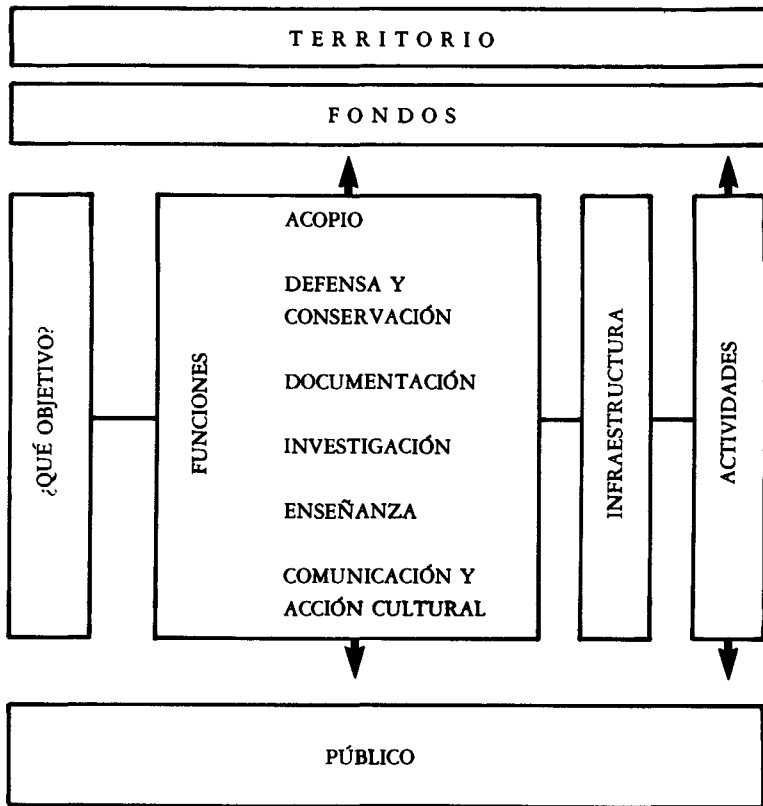 TERRITORIO
FONDOS
¿QUÉ OBJETIVO?
FUNCIONES
ACOPIO
DEFENSA Y
CONSERVACIÓN
DOCUMENTACIÓN
INVESTIGACIÓN
ENSEÑANZA
COMUNICACIÓN Y
ACCIÓN CULTURAL
INFRAESTRUCTURA
ACTIVIDADES
PÚBLICO